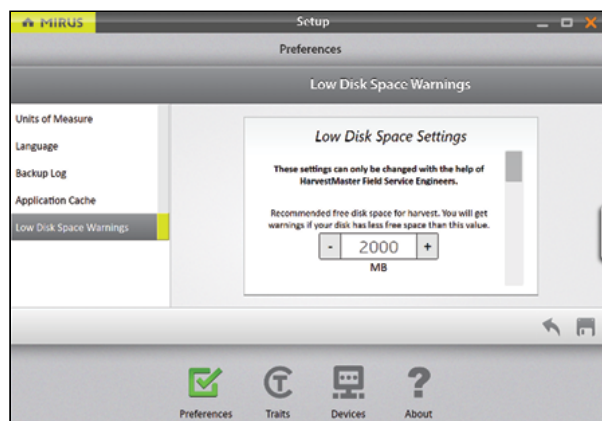 MIRUS
Setup
Preferences
Low Disk Space Warnings
Units of Measure
Language
Backup Log
Application Cache
Low Disk Space Warnings
Low Disk Space Settings
These settings can only be changed with the help of
HarvestMaster Field Service Engineers.
Recommended free disk space for harvest. You will get
warnings if your disk has less free space than this value.
- 2000 +
MB
Preferences Traits Devices About